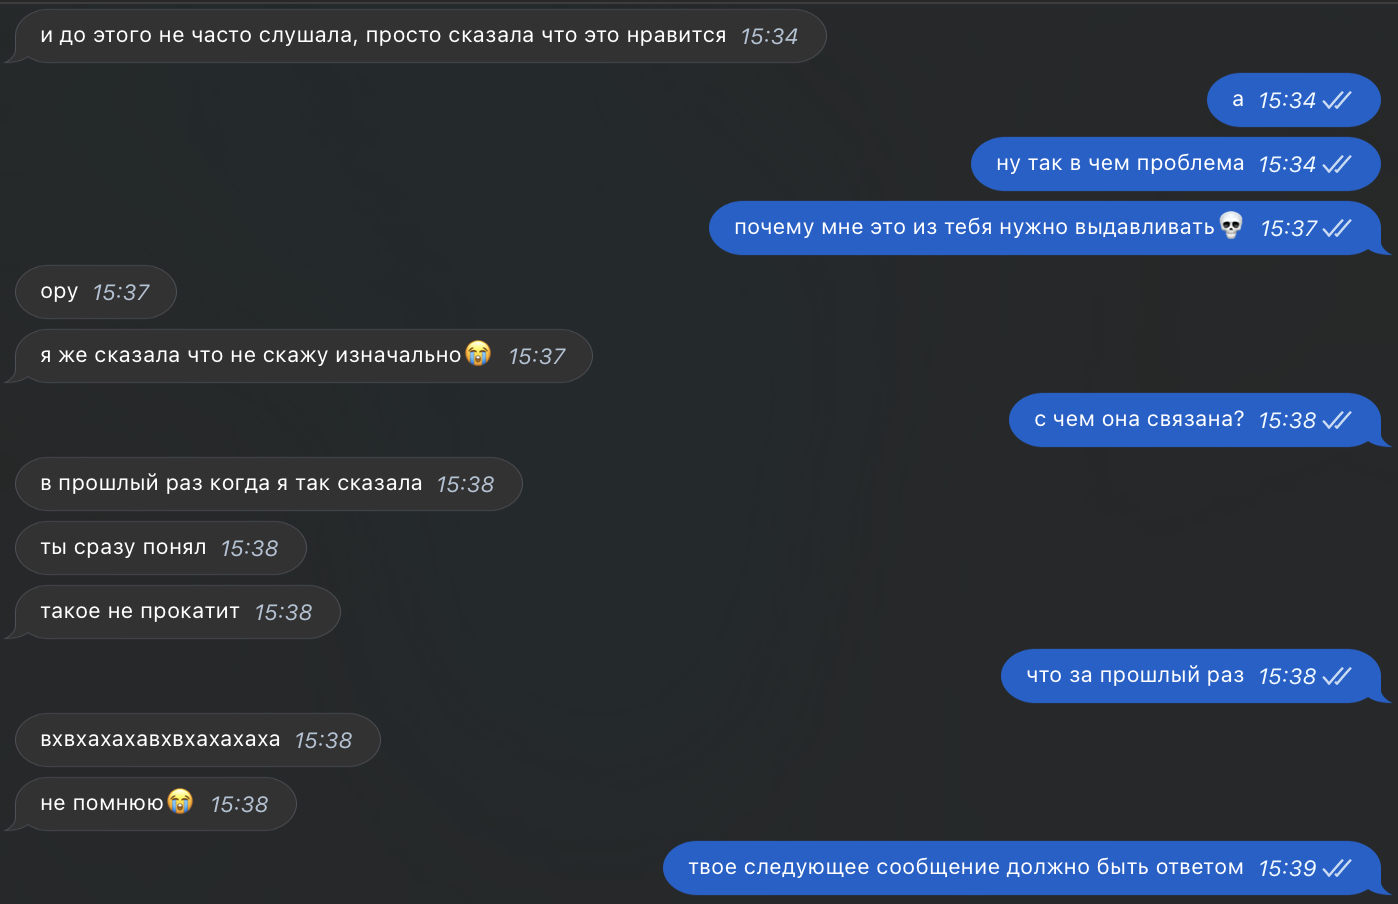 и до этого не часто слушала, просто сказала что это нравится 15:34
а 15:34
ну так в чем проблема 15:34
почему мне это из тебя нужно выдавливать💀 15:37
ору 15:37
я же сказала что не скажу изначально😭 15:37
с чем она связана? 15:38
в прошлый раз когда я так сказала 15:38
ты сразу понял 15:38
такое не прокатит 15:38
что за прошлый раз 15:38
вхвхахахавхвхахахаха 15:38
не помнюю😭 15:38
твое следующее сообщение должно быть ответом 15:39